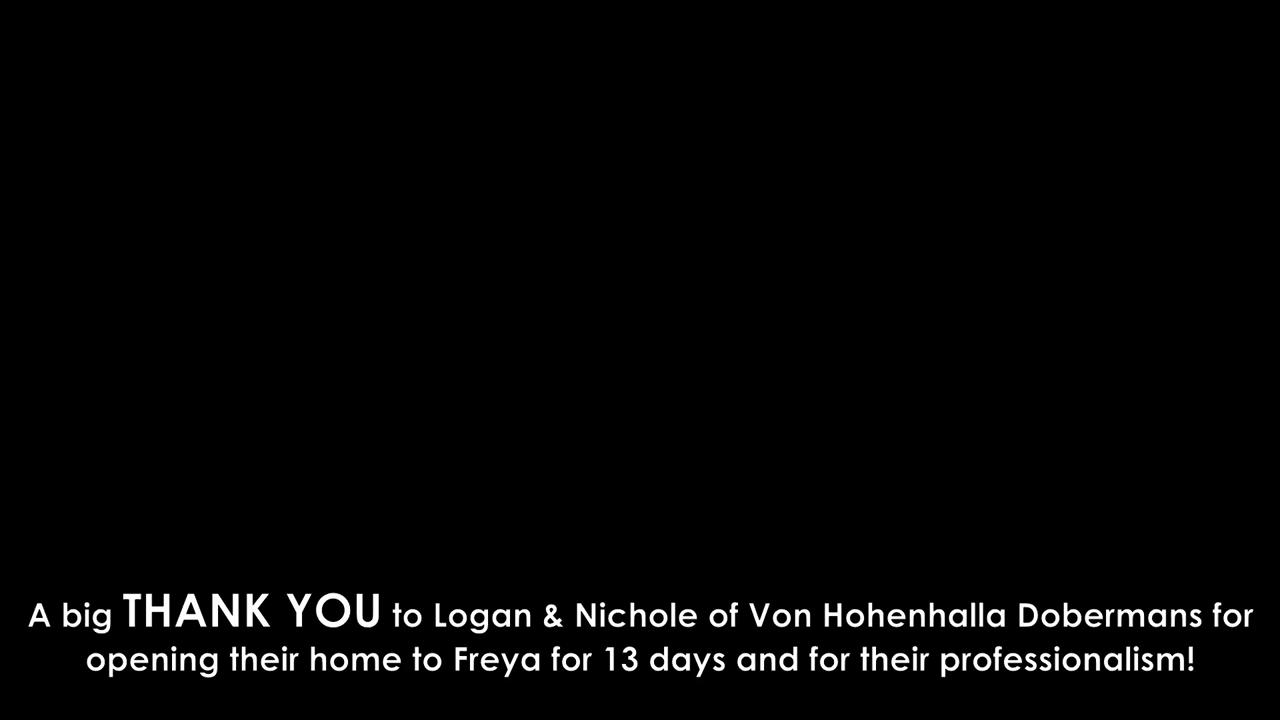 A big THANK YOU to Logan & Nichole of Von Hohenhalla Dobermans for
opening their home to Freya for 13 days and for their professionalism!